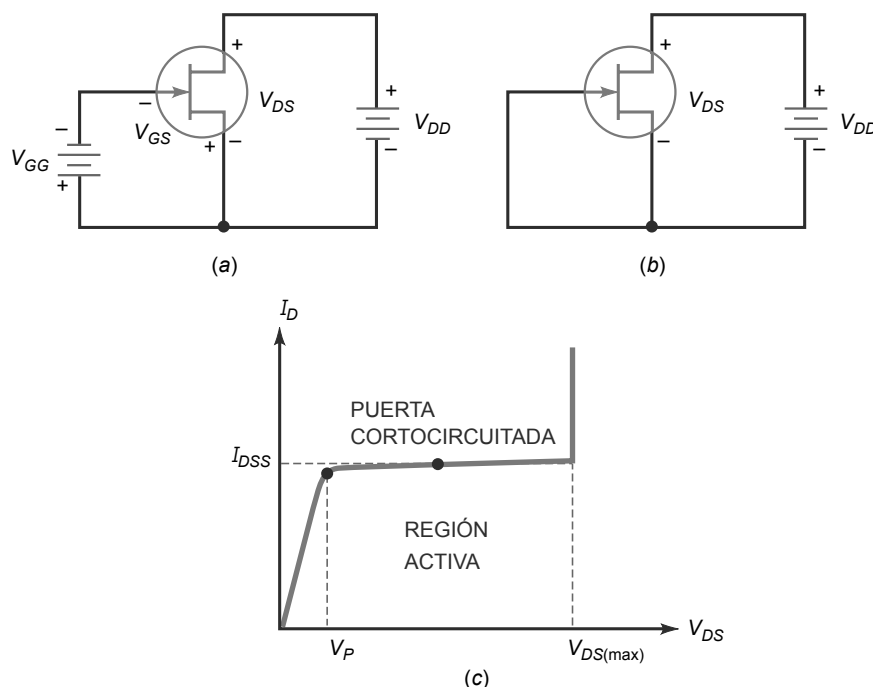 +
+
−
V_DS
V_GS
+
−
−
V_GG
+
V_DD
−
(a)
+
+
V_DS
V_DD
−
−
(b)
I_D
PUERTA
CORTOCIRCUITADA
I_DSS
REGIÓN
ACTIVA
V_P
V_DS(max)
V_DS
(c)